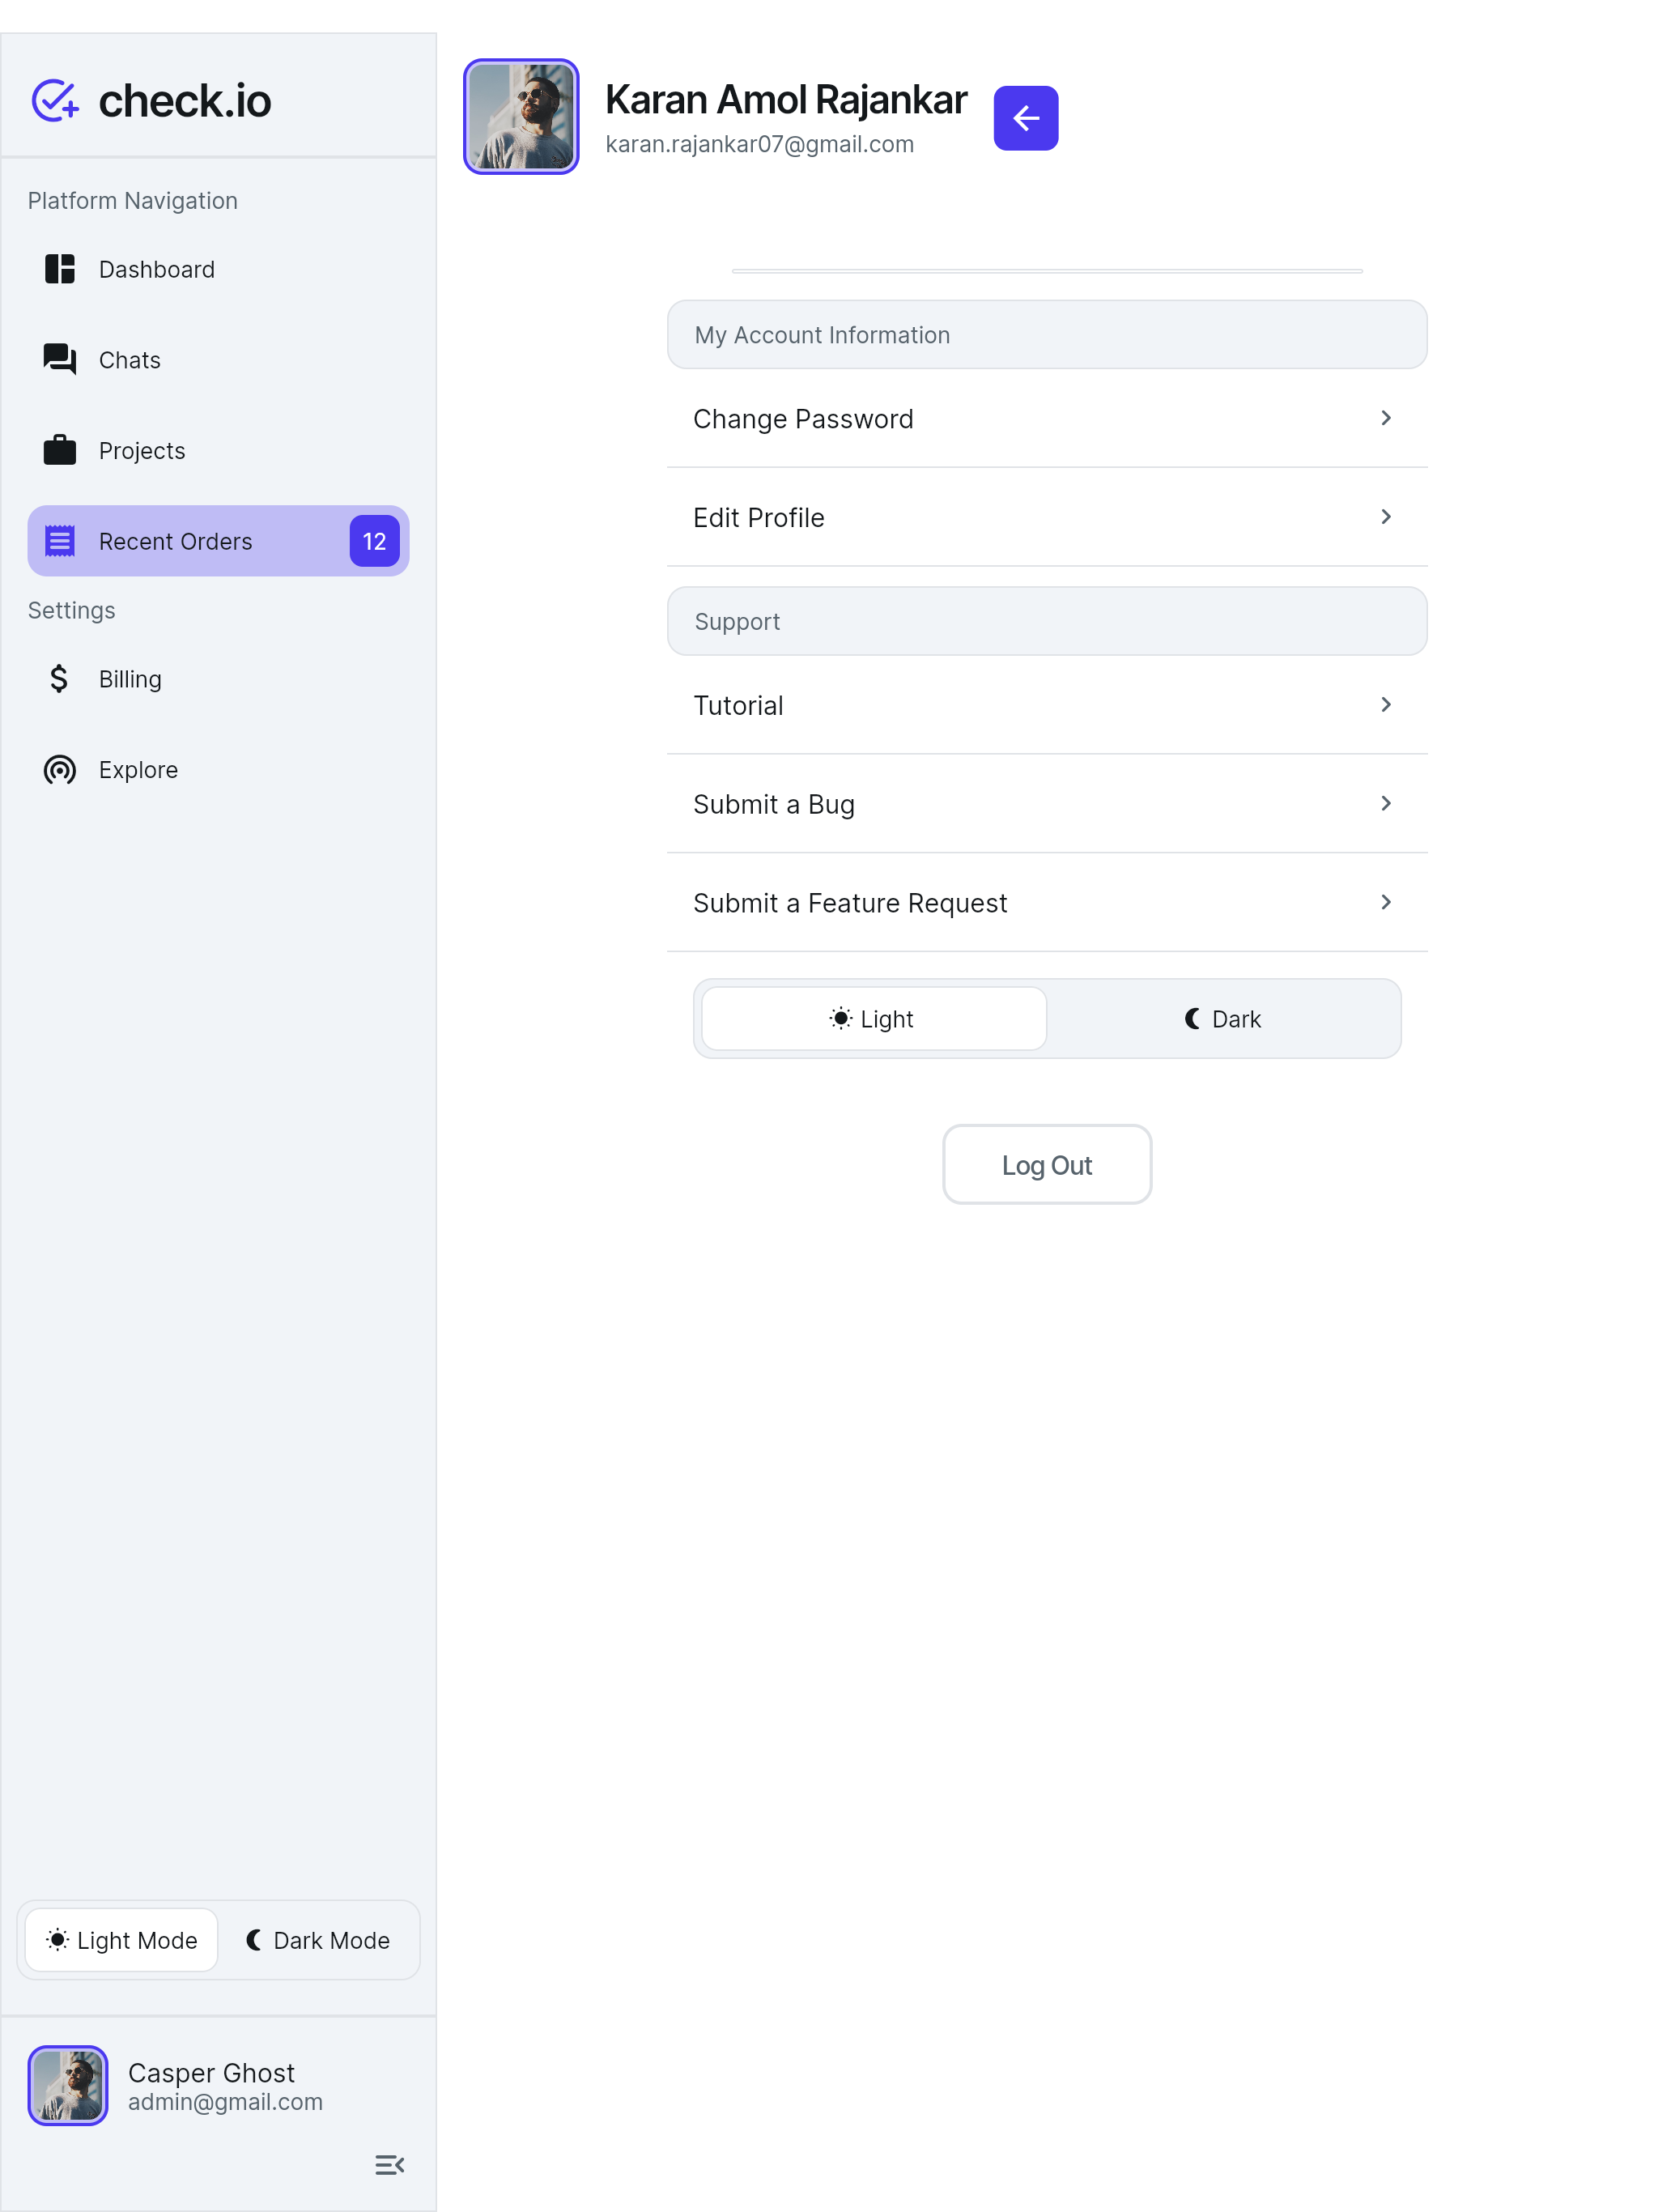 check.io
Platform Navigation
Dashboard
Chats
Projects
Recent Orders 12
Settings
Billing
Explore
Light Mode Dark Mode
Casper Ghost
admin@gmail.com
Karan Amol Rajankar
karan.rajankar07@gmail.com
My Account Information
Change Password
Edit Profile
Support
Tutorial
Submit a Bug
Submit a Feature Request
Light Dark
Log Out